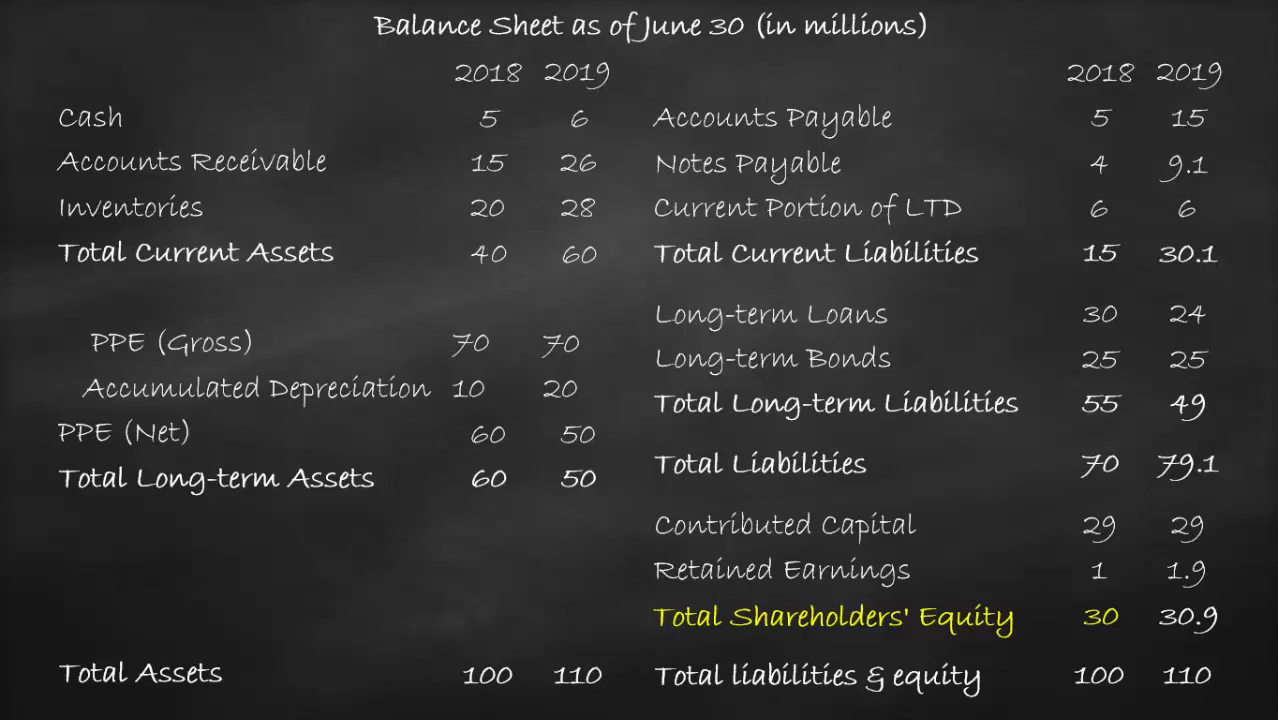 Balance Sheet as of June 30 (in millions)
2018 2019
Cash 5 6
Accounts Receivable 15 26
Inventories 20 28
Total Current Assets 40 60
PPE (Gross) 70 70
Accumulated Depreciation 10 20
PPE (Net) 60 50
Total Long-term Assets 60 50
Total Assets 100 110
2018 2019
Accounts Payable 5 15
Notes Payable 4 9.1
Current Portion of LTD 6 6
Total Current Liabilities 15 30.1
Long-term Loans 30 24
Long-term Bonds 25 25
Total Long-term Liabilities 55 49
Total Liabilities 70 79.1
Contributed Capital 29 29
Retained Earnings 1 1.9
Total Shareholders' Equity 30 30.9
Total liabilities & equity 100 110